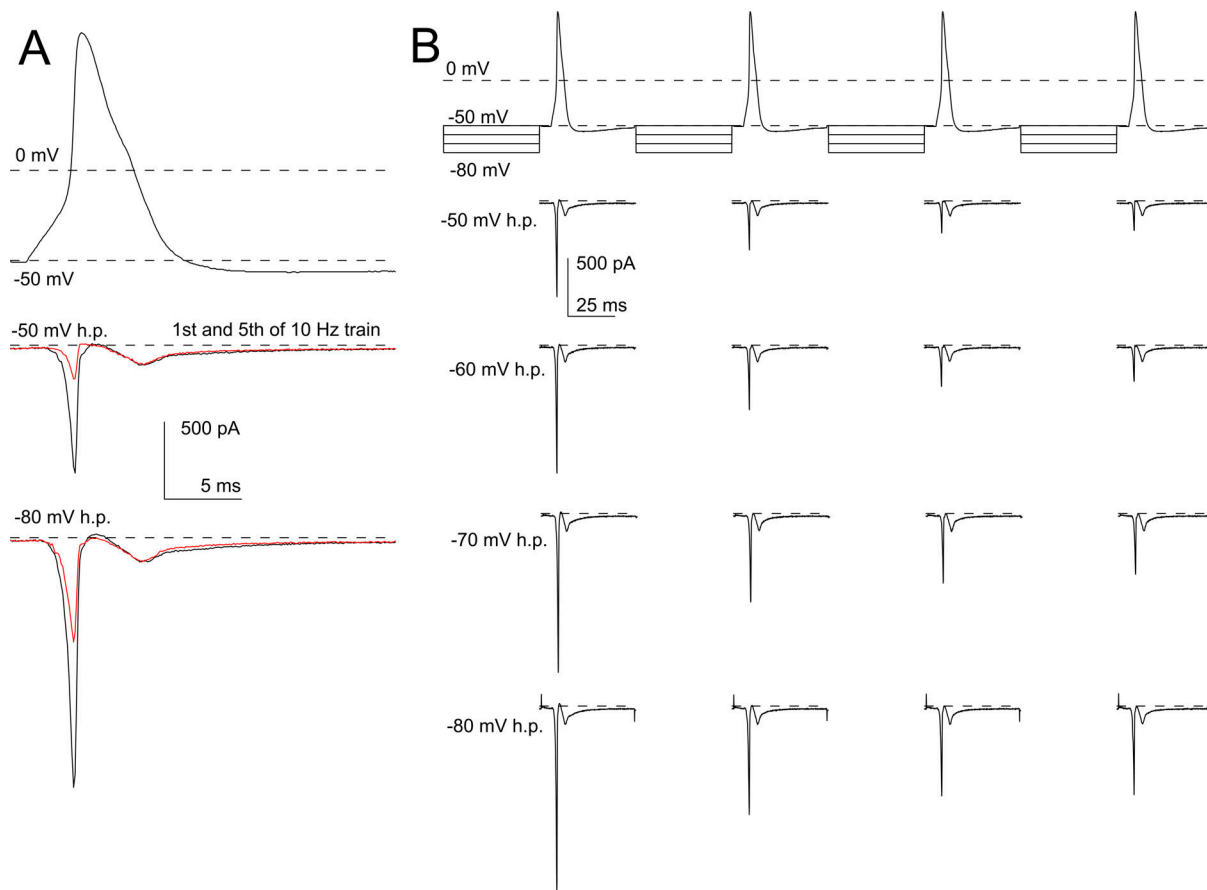 A
0 mV
-50 mV
-50 mV h.p.
1st and 5th of 10 Hz train
500 pA
5 ms
-80 mV h.p.
B
0 mV
-50 mV
-80 mV
-50 mV h.p.
500 pA
25 ms
-60 mV h.p.
-70 mV h.p.
-80 mV h.p.